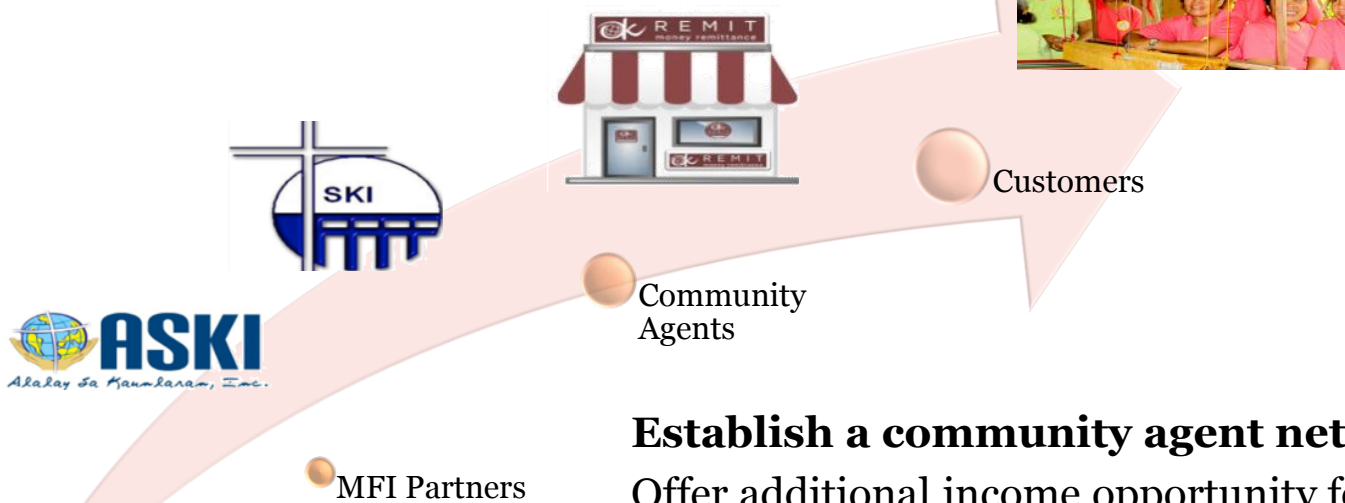 REMIT
money remittance
REMIT
SKI
Customers
Community
Agents
ASKI
Alalay Sa Kaunlaran, Inc.
Establish a community agent net
MFI Partners
Offer additional income opportunity fo